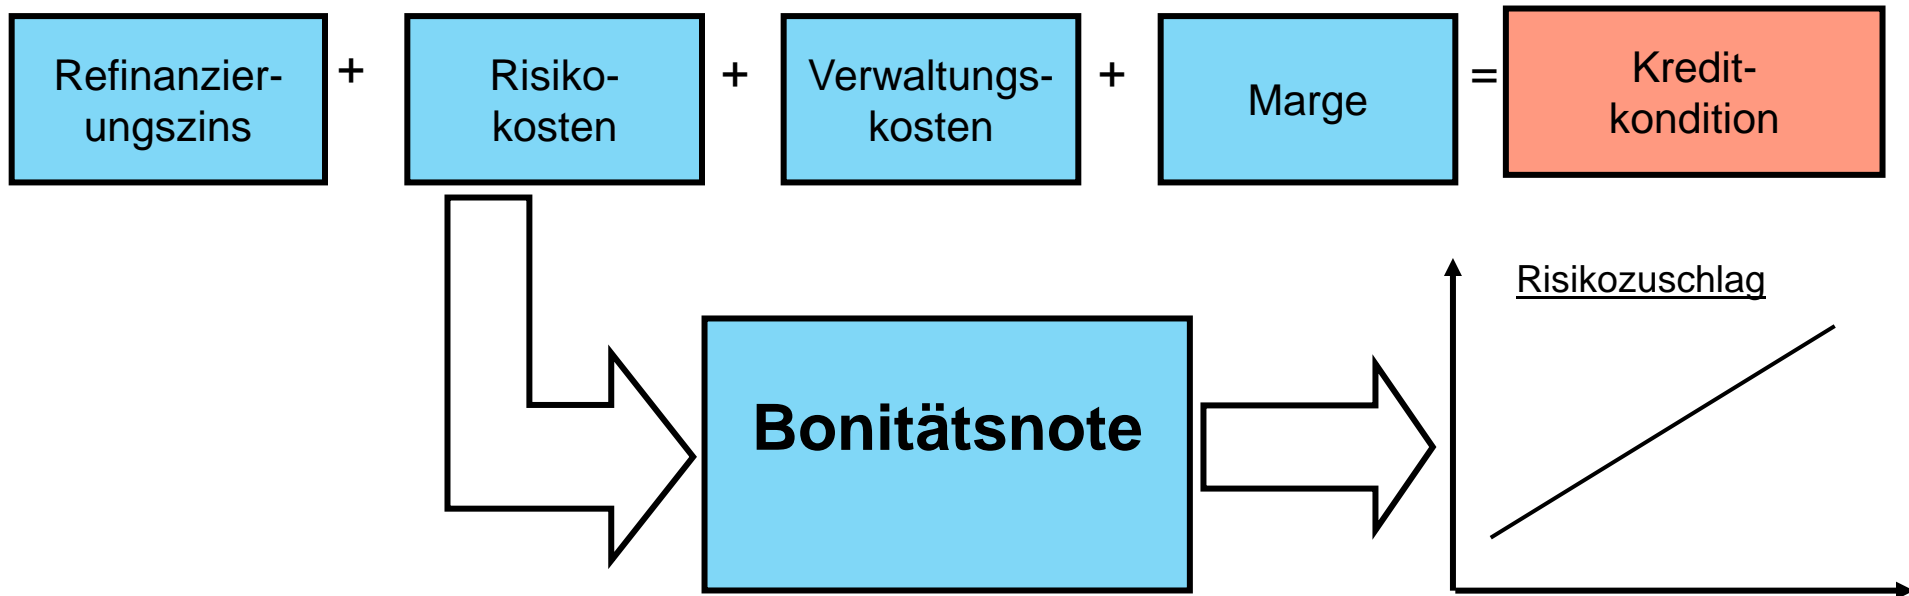 Refinanzier-
ungszins
+
Risiko-
kosten
+
Verwaltungs-
kosten
+
Marge
=
Kredit-
kondition
Risikozuschlag
Bonitätsnote